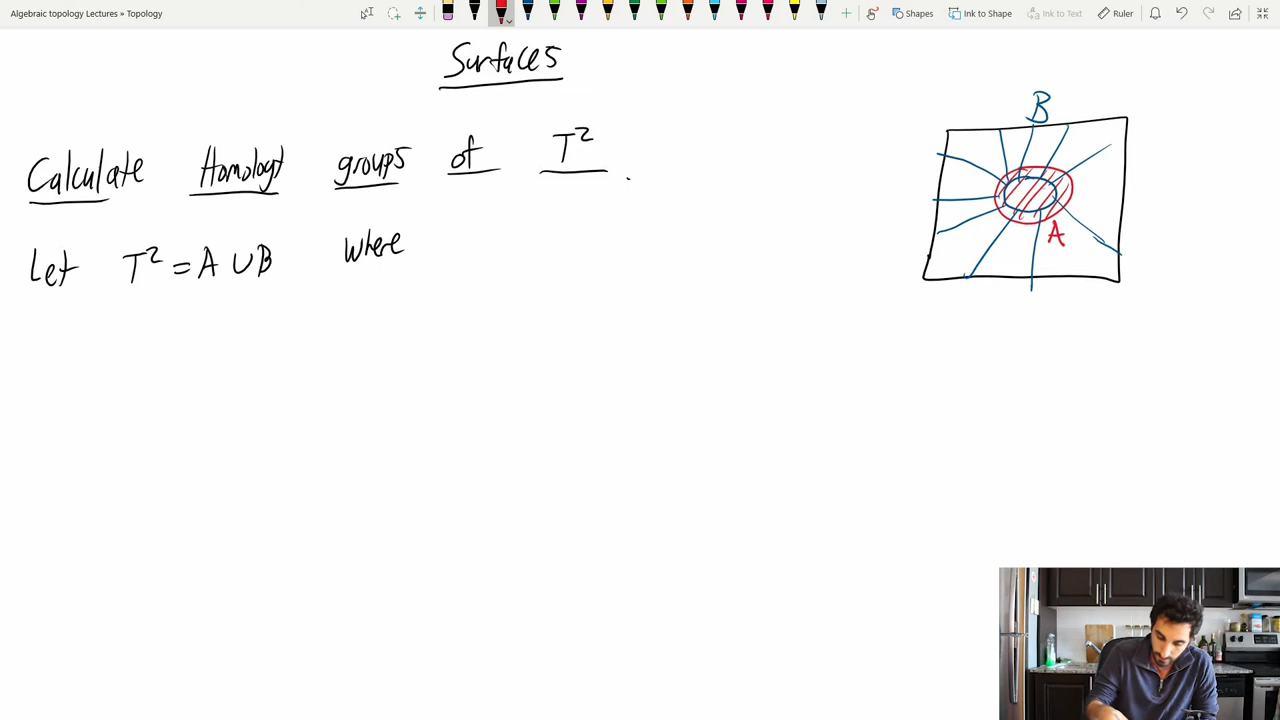 Algebraic topology Lectures – Topology
Shapes
Ink to Shape
Ink to Text
Ruler
Surfaces
Calculate Homology groups of T² .
Let T² = A ∪ B where
B
A